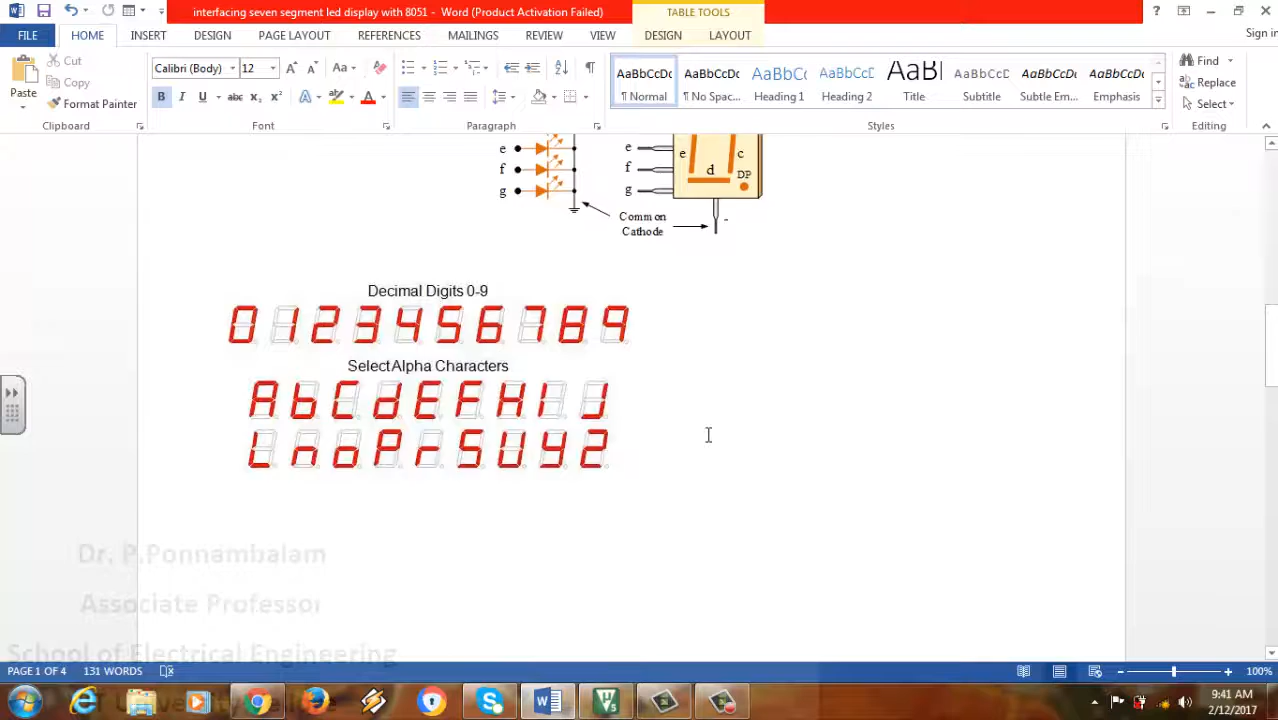 interfacing seven segment led display with 8051 - Word (Product Activation Failed)
TABLE TOOLS
FILE HOME INSERT DESIGN PAGE LAYOUT REFERENCES MAILINGS REVIEW VIEW DESIGN LAYOUT Sign in
Paste
Cut
Copy
Format Painter
Calibri (Body) 12
AaBbCcDc AaBbCcDc AaBbCc AaBbCcC AaBl AaBbCcC AaBbCcDc AaBbCcDc
¶ Normal ¶ No Spac... Heading 1 Heading 2 Title Subtitle Subtle Em... Emphasis
Find
Replace
Select
Clipboard Font Paragraph Styles Editing
e e e c
f f d DP
g g
Common
Cathode
Decimal Digits 0-9
0 1 2 3 4 5 6 7 8 9
Select Alpha Characters
A b C d E F H I J
L n o P r S U Y 2
Dr. P.Ponnambalam
Associate Professor
School of Electrical Engineering
PAGE 1 OF 4 131 WORDS 100%
9:41 AM
2/12/2017